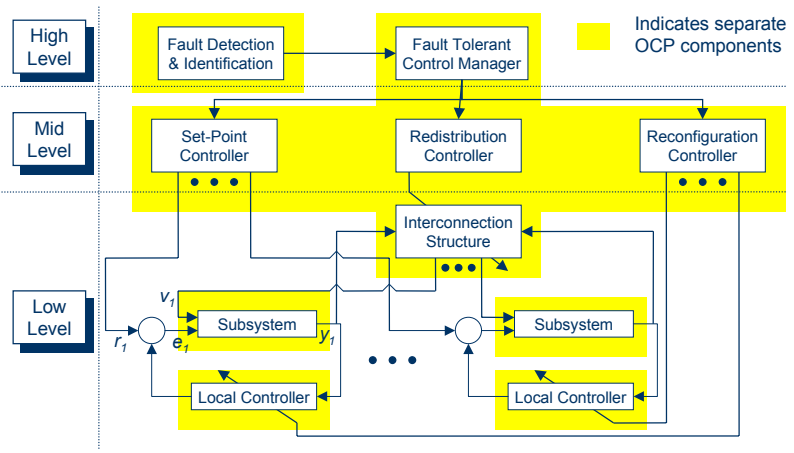 High
Level
Fault Detection
& Identification
Fault Tolerant
Control Manager
Indicates separate
OCP components
Mid
Level
Set-Point
Controller
Redistribution
Controller
Reconfiguration
Controller
Interconnection
Structure
Low
Level
v1
Subsystem
r1
e1
y1
Subsystem
Local Controller
Local Controller